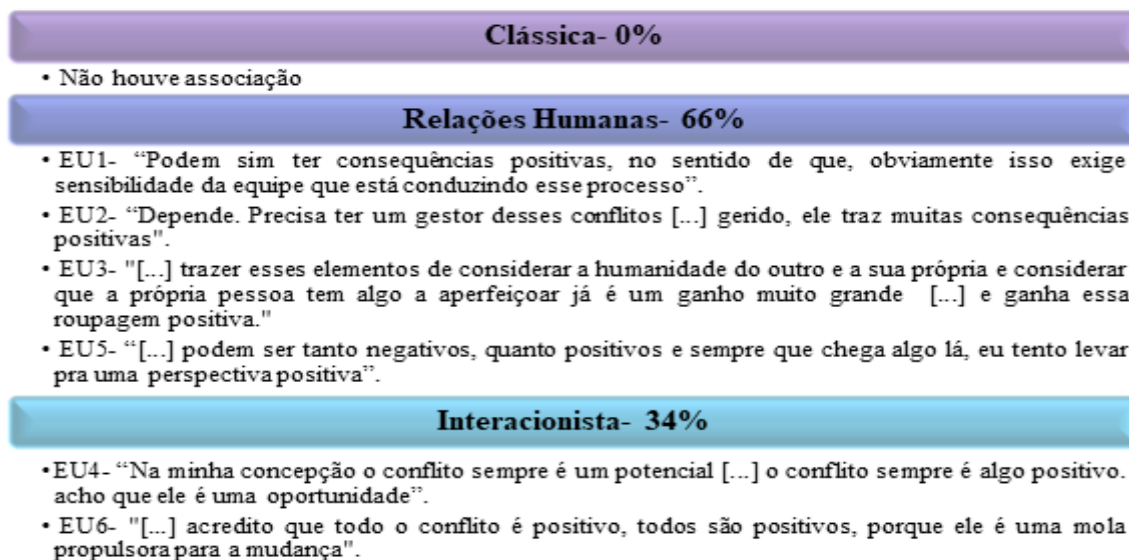 Clássica- 0%
• Não houve associação
Relações Humanas- 66%
• EU1- “Podem sim ter consequências positivas, no sentido de que, obviamente isso exige
sensibilidade da equipe que está conduzindo esse processo”.
• EU2- “Depende. Precisa ter um gestor desses conflitos [...] gerido, ele traz muitas consequências
positivas".
• EU3- "[...] trazer esses elementos de considerar a humanidade do outro e a sua própria e considerar
que a própria pessoa tem algo a aperfeiçoar já é um ganho muito grande [...] e ganha essa
roupagem positiva."
• EU5- “[...] podem ser tanto negativos, quanto positivos e sempre que chega algo lá, eu tento levar
pra uma perspectiva positiva”.
Interacionista- 34%
• EU4- “Na minha concepção o conflito sempre é um potencial [...] o conflito sempre é algo positivo.
acho que ele é uma oportunidade”.
• EU6- "[...] acredito que todo o conflito é positivo, todos são positivos, porque ele é uma mola
propulsora para a mudança".